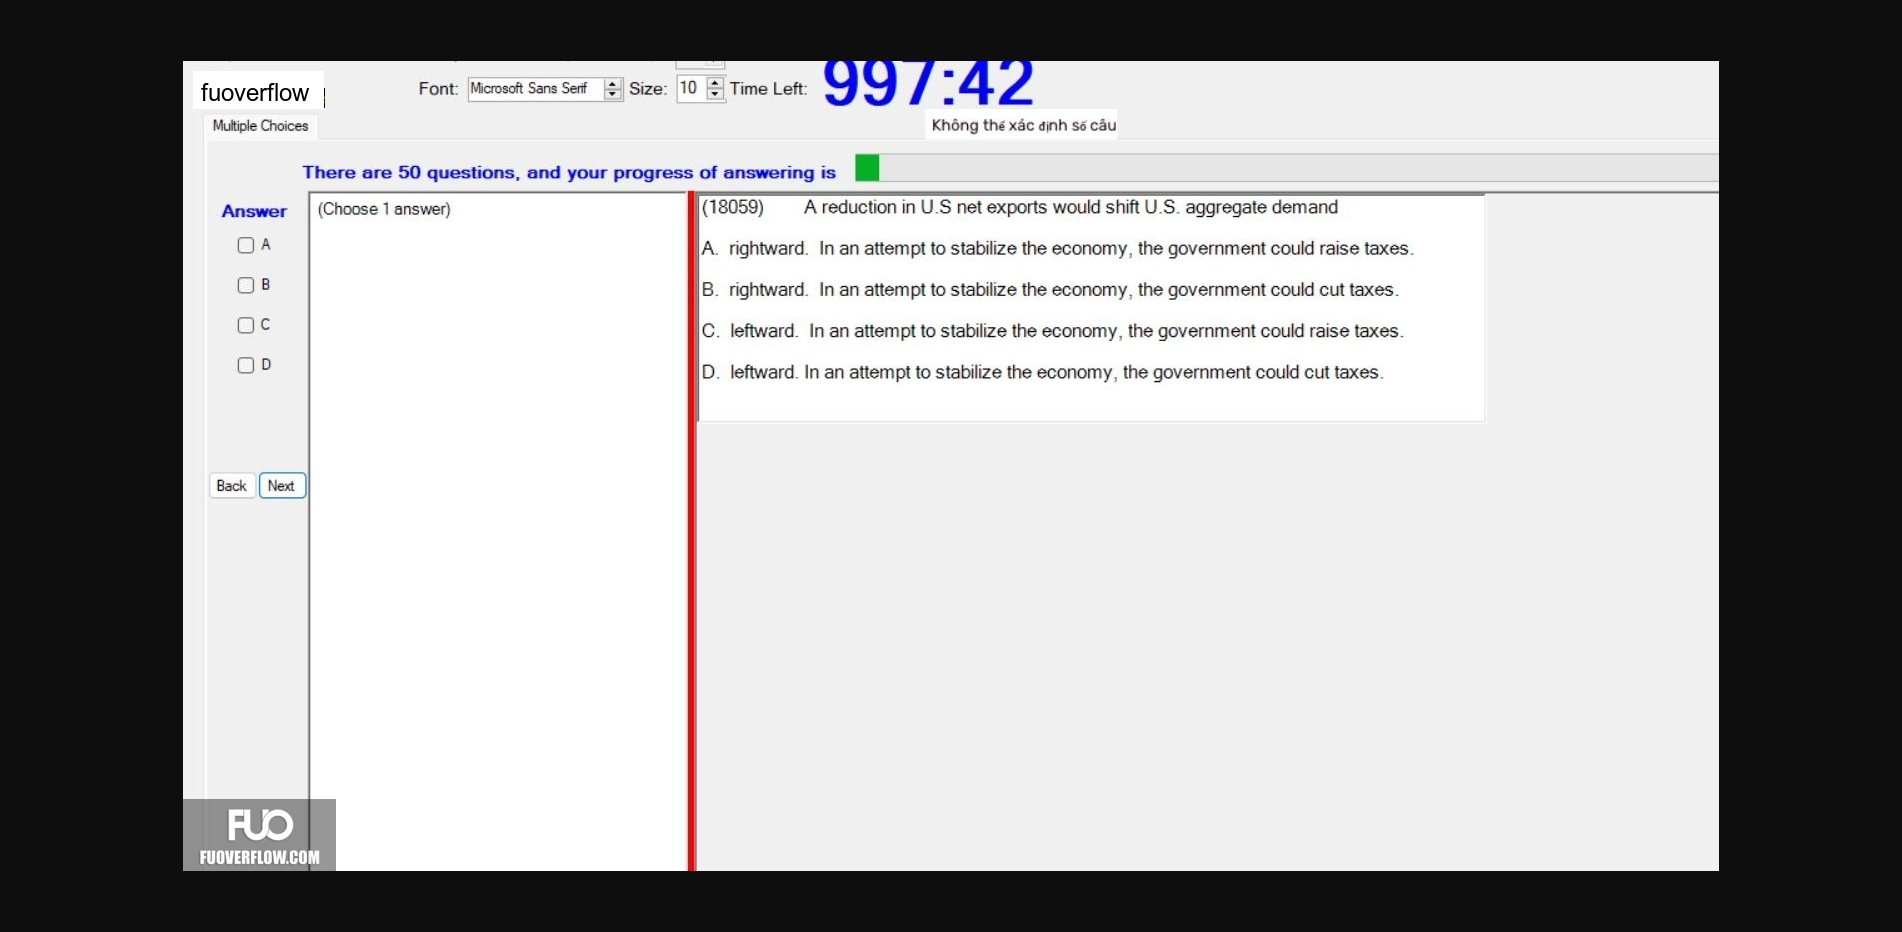 fuoverflow
Font: Microsoft Sans Serif Size: 10 Time Left: 997:42
Multiple Choices
Không thể xác định số câu
There are 50 questions, and your progress of answering is
Answer
(Choose 1 answer)
A
B
C
D
Back Next
(18059) A reduction in U.S net exports would shift U.S. aggregate demand
A. rightward. In an attempt to stabilize the economy, the government could raise taxes.
B. rightward. In an attempt to stabilize the economy, the government could cut taxes.
C. leftward. In an attempt to stabilize the economy, the government could raise taxes.
D. leftward. In an attempt to stabilize the economy, the government could cut taxes.
FUO
FUOVERFLOW.COM